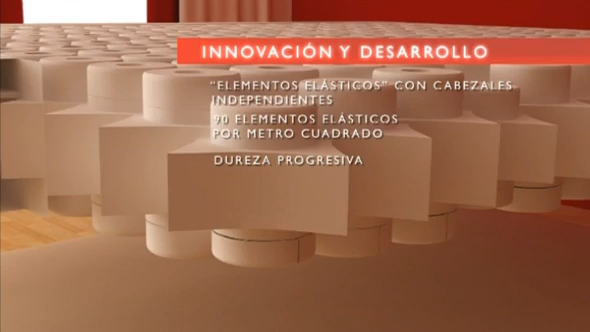 INNOVACIÓN Y DESARROLLO
"ELEMENTOS ELÁSTICOS" CON CABEZALES
INDEPENDIENTES
90 ELEMENTOS ELÁSTICOS
POR METRO CUADRADO
DUREZA PROGRESIVA